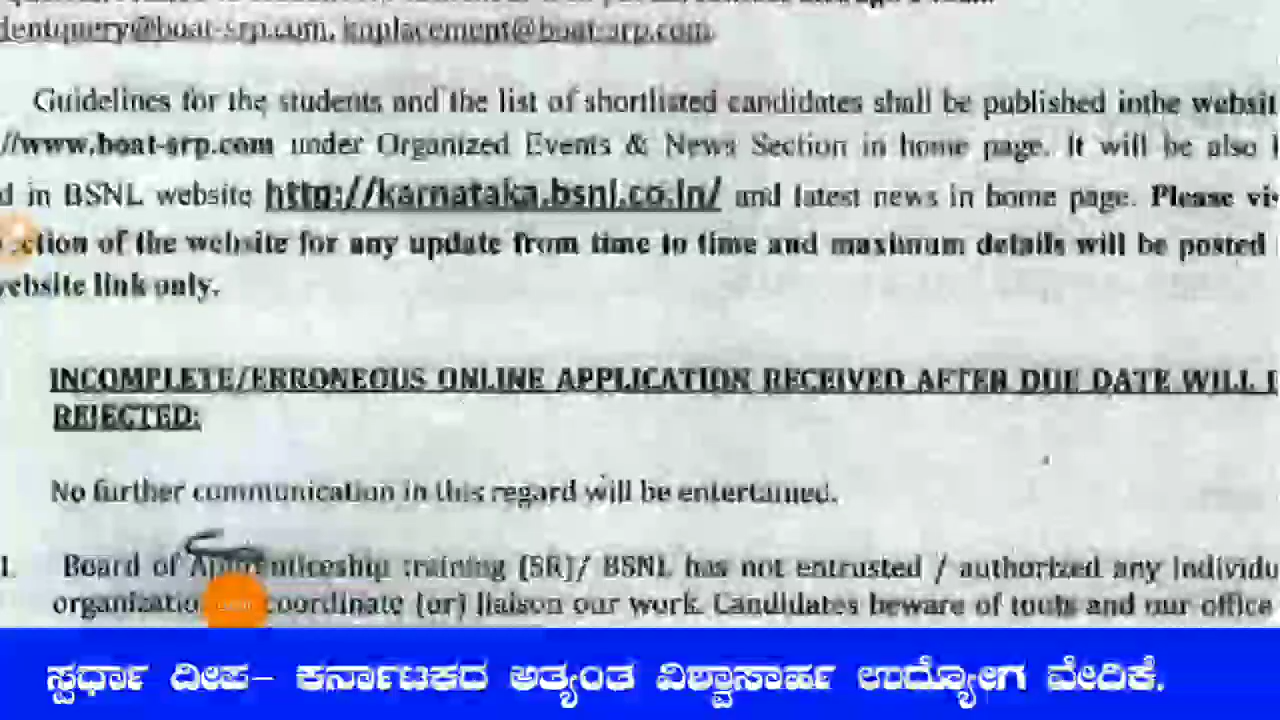 dentquery@boat-srp.com, knplacement@boat-srp.com
Guidelines for the students and the list of shortlisted candidates shall be published inthe websit
//www.boat-srp.com under Organized Events & News Section in home page. It will be also
d in BSNL website http://karnataka.bsnl.co.in/ and latest news in home page. Please vi
ction of the website for any update from time to time and maximum details will be posted
website link only.
INCOMPLETE/ERRONEOUS ONLINE APPLICATION RECEIVED AFTER DUE DATE WILL
REJECTED:
No further communication in this regard will be entertained.
Board of Apprenticeship training (SR)/ BSNL has not entrusted / authorized any individu
organizatio coordinate (or) liaison our work. Candidates beware of touts and our office
ಸ್ಪರ್ಧಾ ದೀಪ- ಕರ್ನಾಟಕದ ಅತ್ಯಂತ ವಿಶ್ವಾಸಾರ್ಹ ಉದ್ಯೋಗ ವೇದಿಕೆ.